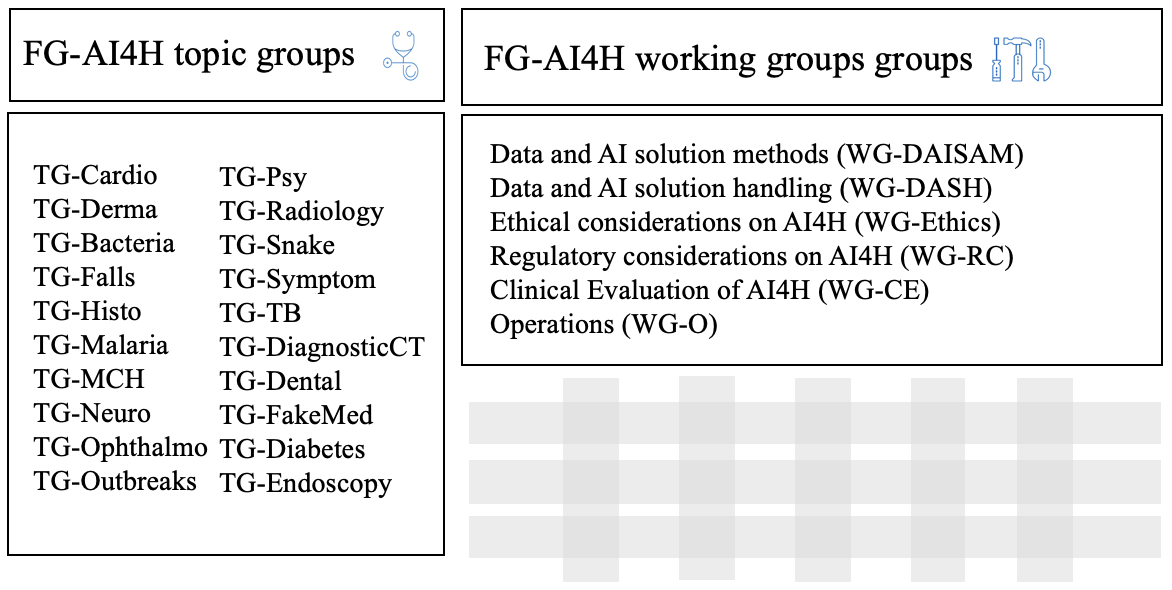 FG-AI4H topic groups
TG-Cardio
TG-Derma
TG-Bacteria
TG-Falls
TG-Histo
TG-Malaria
TG-MCH
TG-Neuro
TG-Ophthalmo
TG-Outbreaks
TG-Psy
TG-Radiology
TG-Snake
TG-Symptom
TG-TB
TG-DiagnosticCT
TG-Dental
TG-FakeMed
TG-Diabetes
TG-Endoscopy
FG-AI4H working groups groups
Data and AI solution methods (WG-DAISAM)
Data and AI solution handling (WG-DASH)
Ethical considerations on AI4H (WG-Ethics)
Regulatory considerations on AI4H (WG-RC)
Clinical Evaluation of AI4H (WG-CE)
Operations (WG-O)